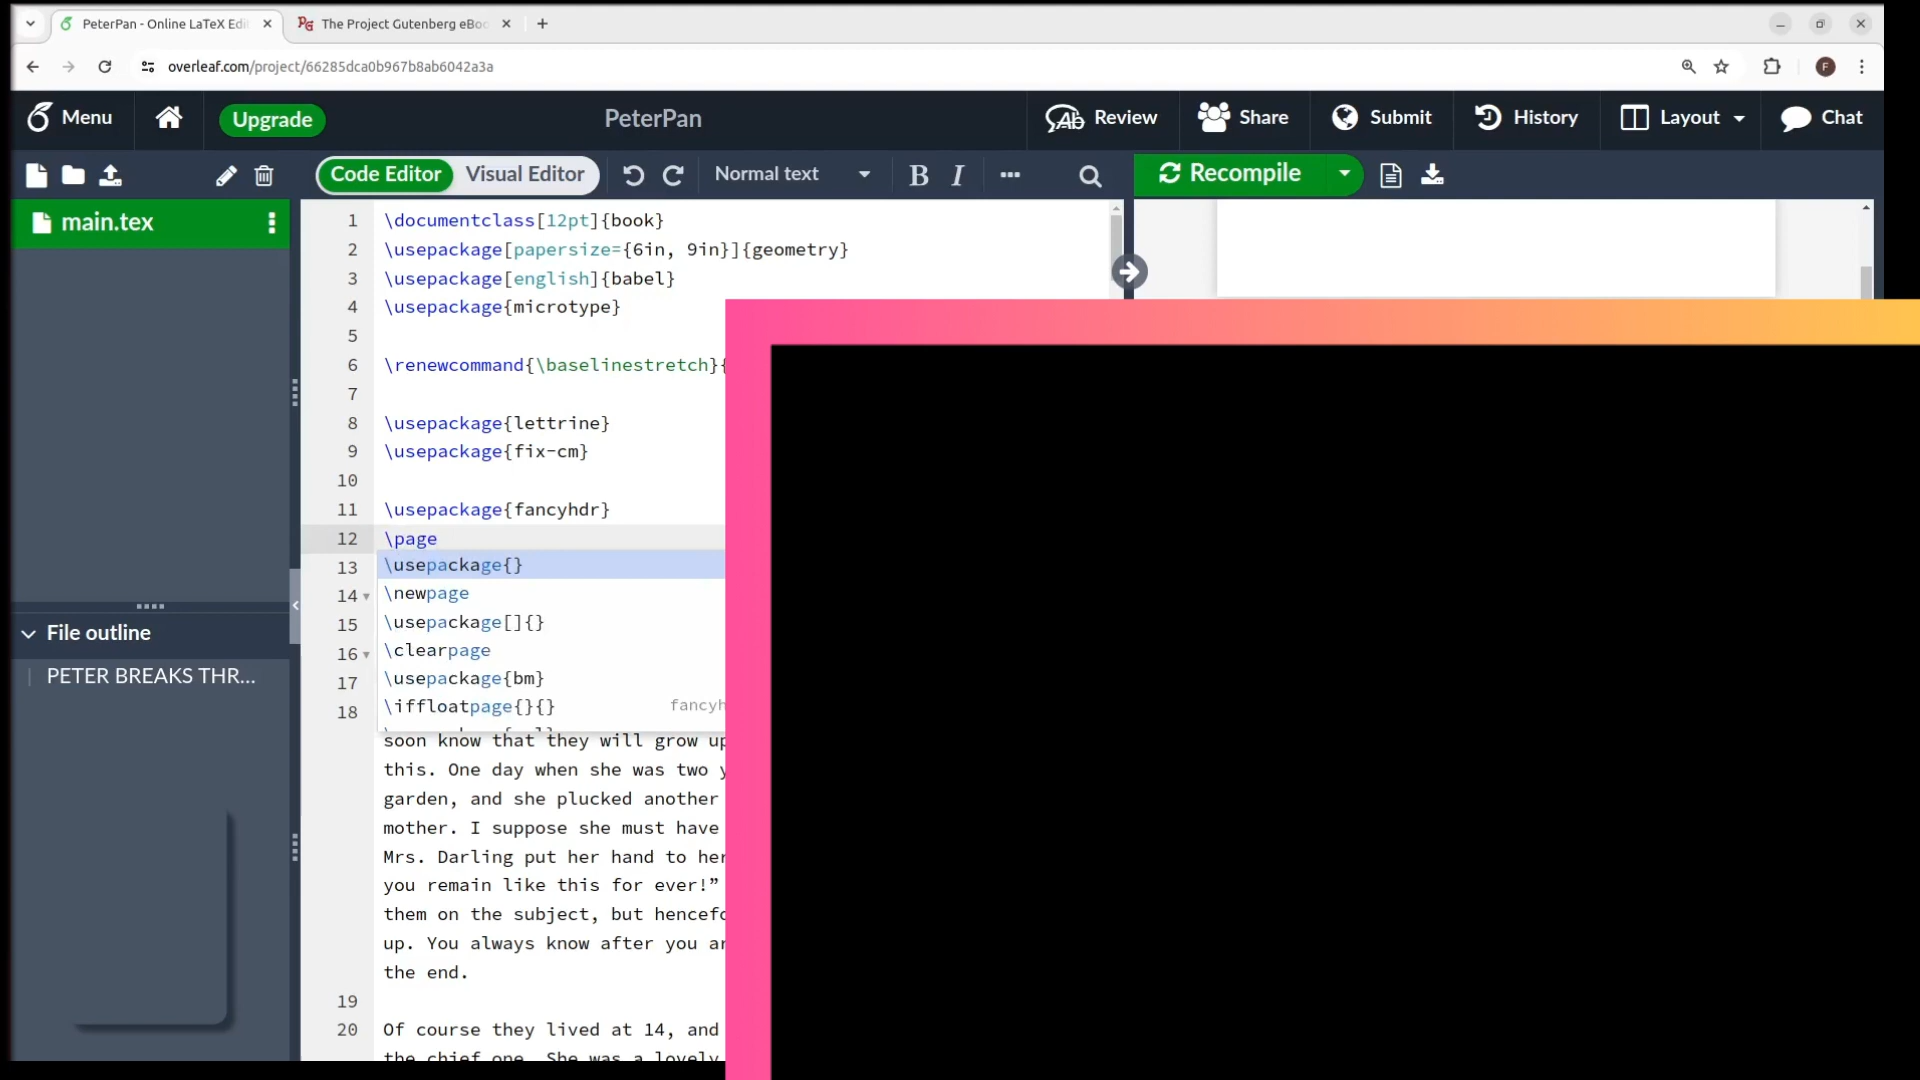 PeterPan - Online LaTeX Edi
The Project Gutenberg eBoo
overleaf.com/project/66285dca0b967b8ab6042a3a
F
Menu
Upgrade
PeterPan
Review
Share
Submit
History
Layout
Chat
Code Editor
Visual Editor
Normal text
B
I
Recompile
main.tex
1 \documentclass[12pt]{book}
2 \usepackage[papersize={6in, 9in}]{geometry}
3 \usepackage[english]{babel}
4 \usepackage{microtype}
5
6 \renewcommand{\baselinestretch}{
7
8 \usepackage{lettrine}
9 \usepackage{fix-cm}
10
11 \usepackage{fancyhdr}
12 \page
13 \usepackage{}
14 \newpage
15 \usepackage[]{}
16 \clearpage
17 \usepackage{bm}
18 \iffloatpage{}{} fancyh
soon know that they will grow up
this. One day when she was two y
garden, and she plucked another
mother. I suppose she must have
Mrs. Darling put her hand to her
you remain like this for ever!”
them on the subject, but hencefo
up. You always know after you ar
the end.
19
20 Of course they lived at 14, and
the chief one. She was a lovely
File outline
PETER BREAKS THR...